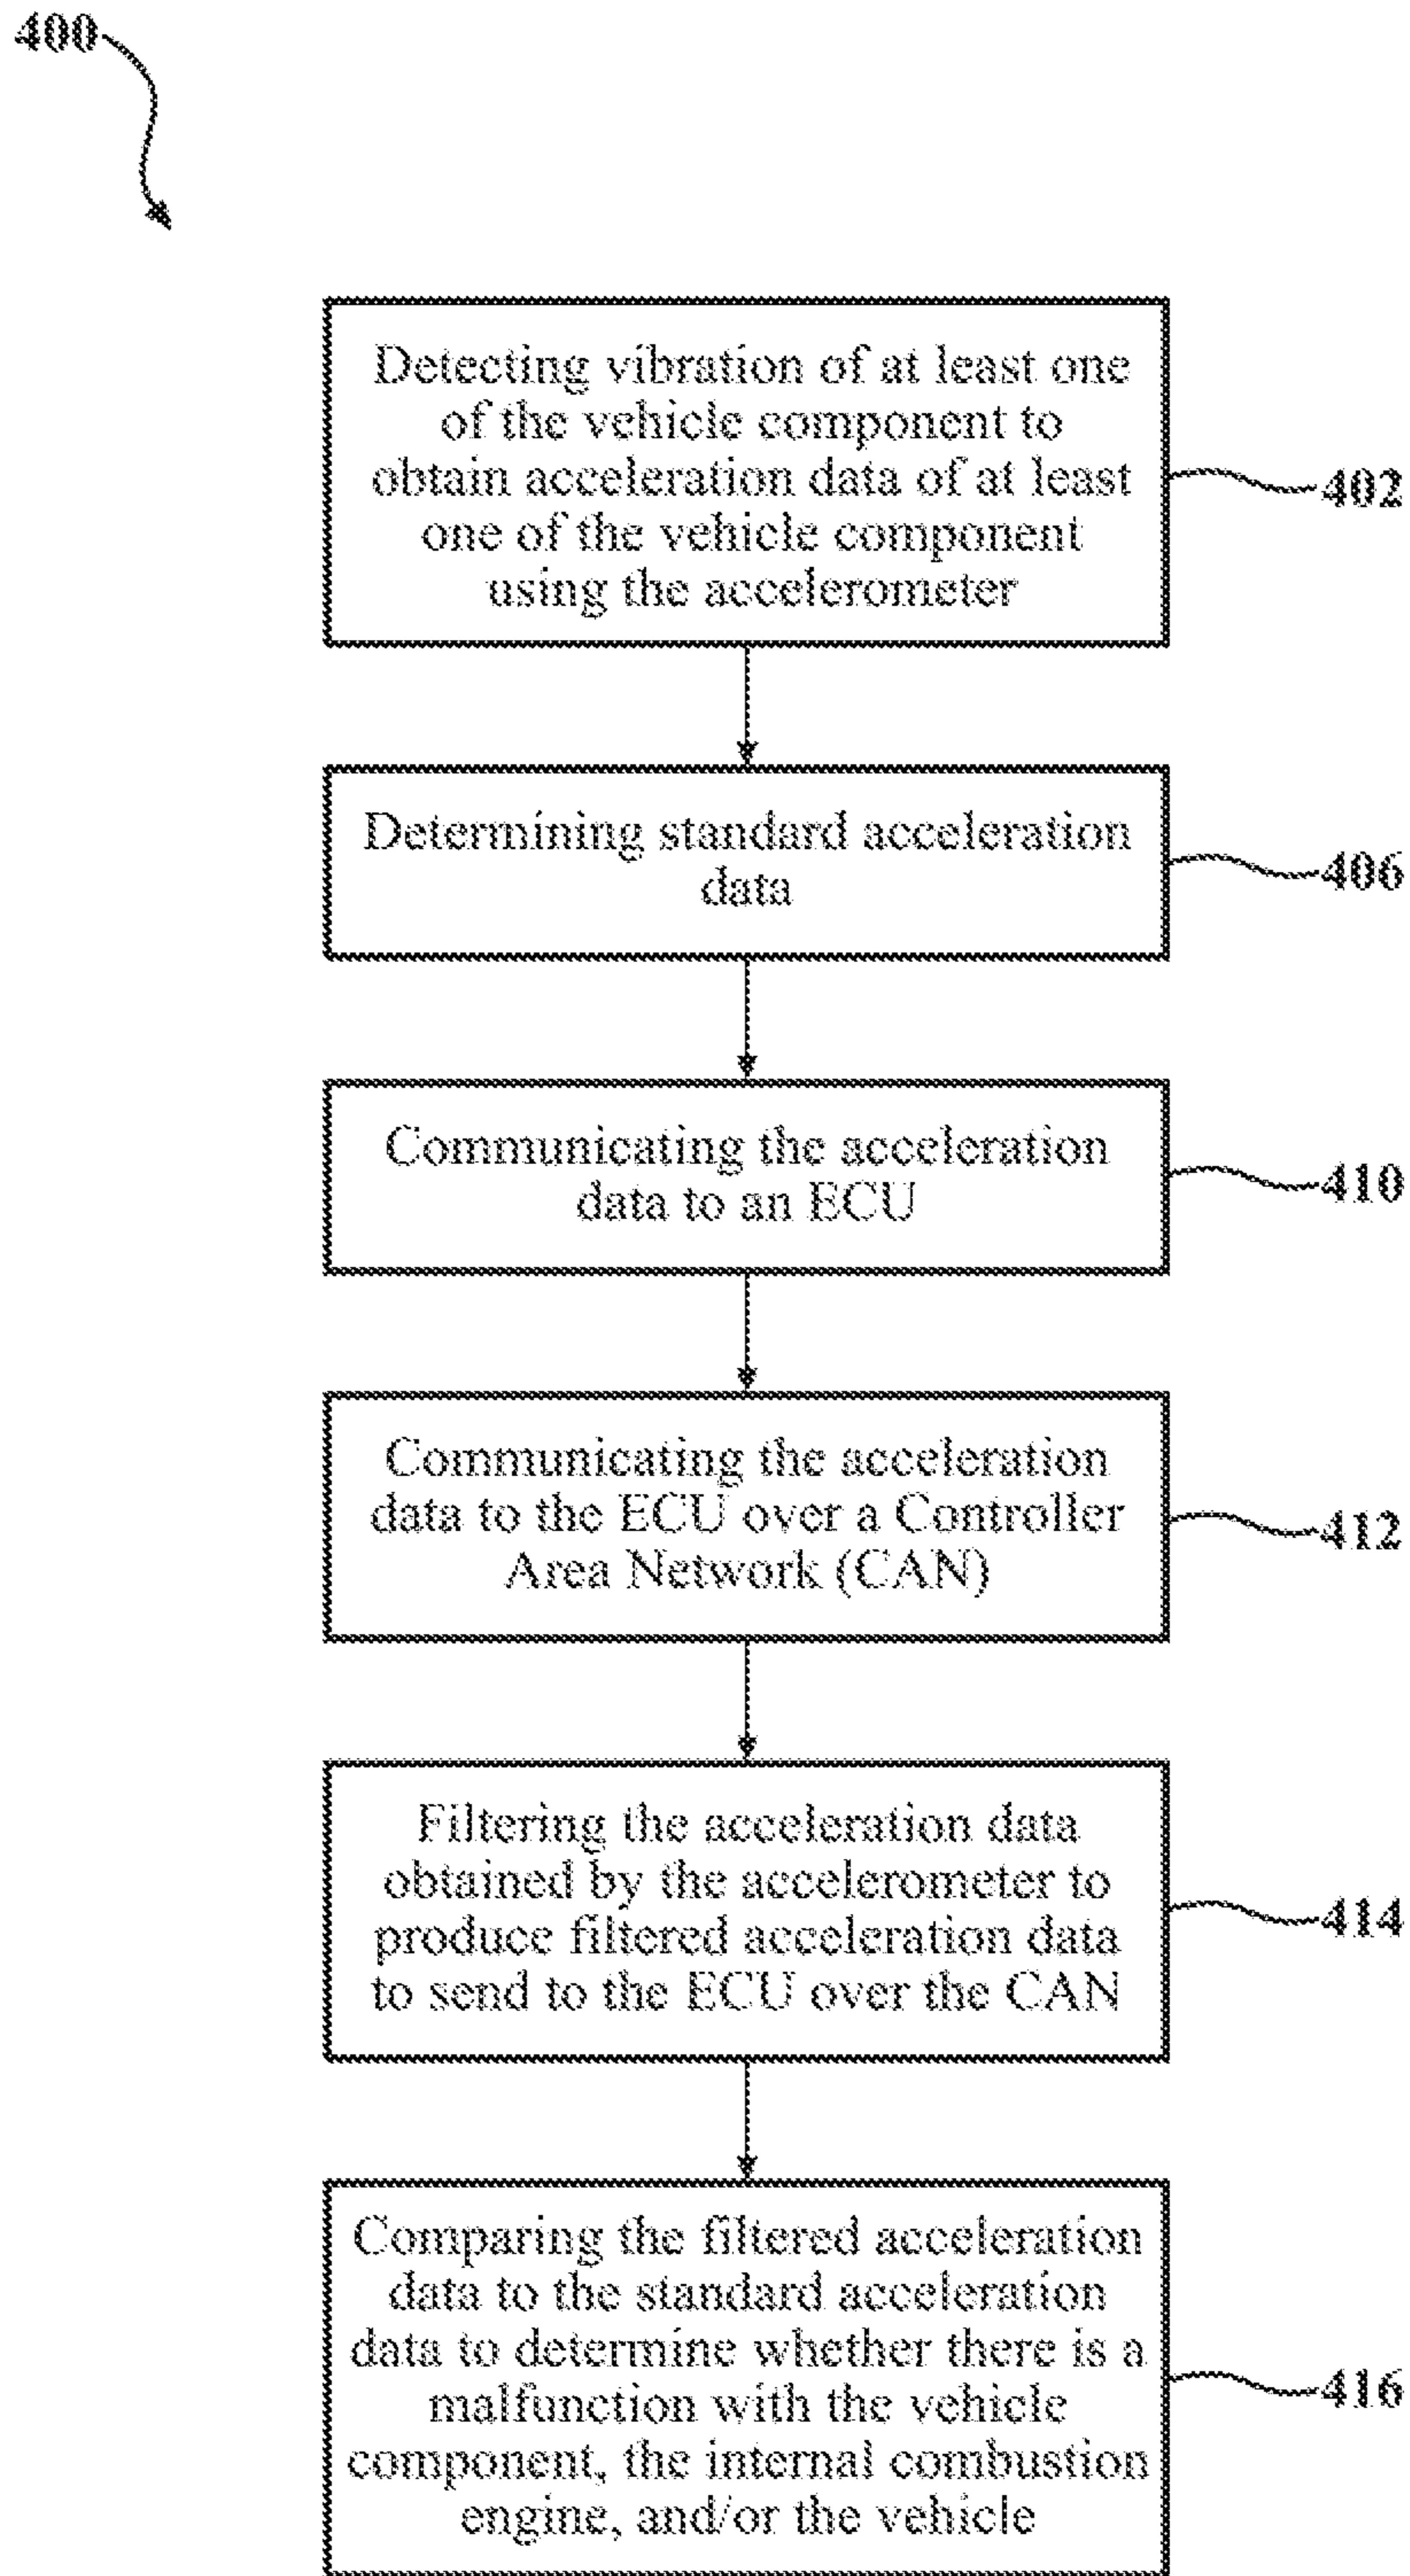 400
Detecting vibration of at least one
of the vehicle component to
obtain acceleration data of at least
one of the vehicle component
using the accelerometer
402
Determining standard acceleration
data
406
Communicating the acceleration
data to an ECU
410
Communicating the acceleration
data to the ECU over a Controller
Area Network (CAN)
412
Filtering the acceleration data
obtained by the accelerometer to
produce filtered acceleration data
to send to the ECU over the CAN
414
Comparing the filtered acceleration
data to the standard acceleration
data to determine whether there is a
malfunction with the vehicle
component, the internal combustion
engine, and/or the vehicle
416